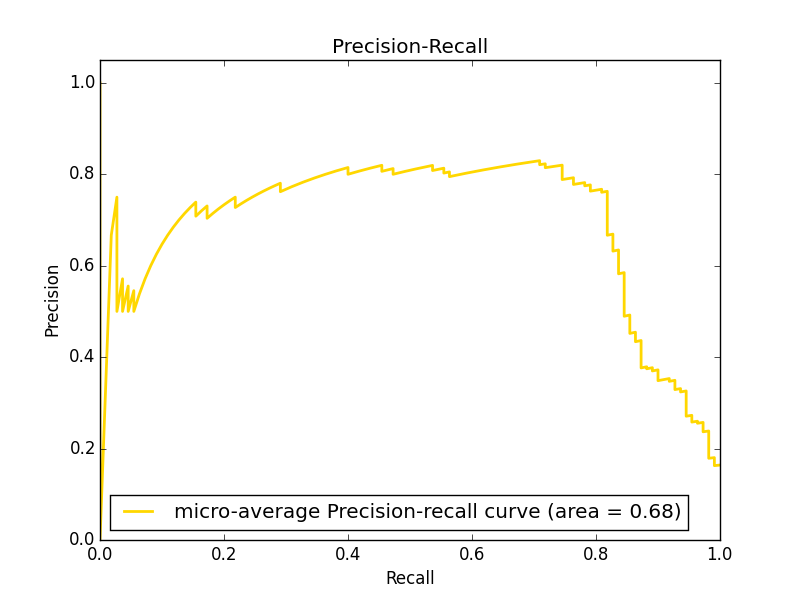 Precision-Recall
1.0
0.8
0.6
0.4
0.2
0.0
Precision
micro-average Precision-recall curve (area = 0.68)
0.0 0.2 0.4 0.6 0.8 1.0
Recall